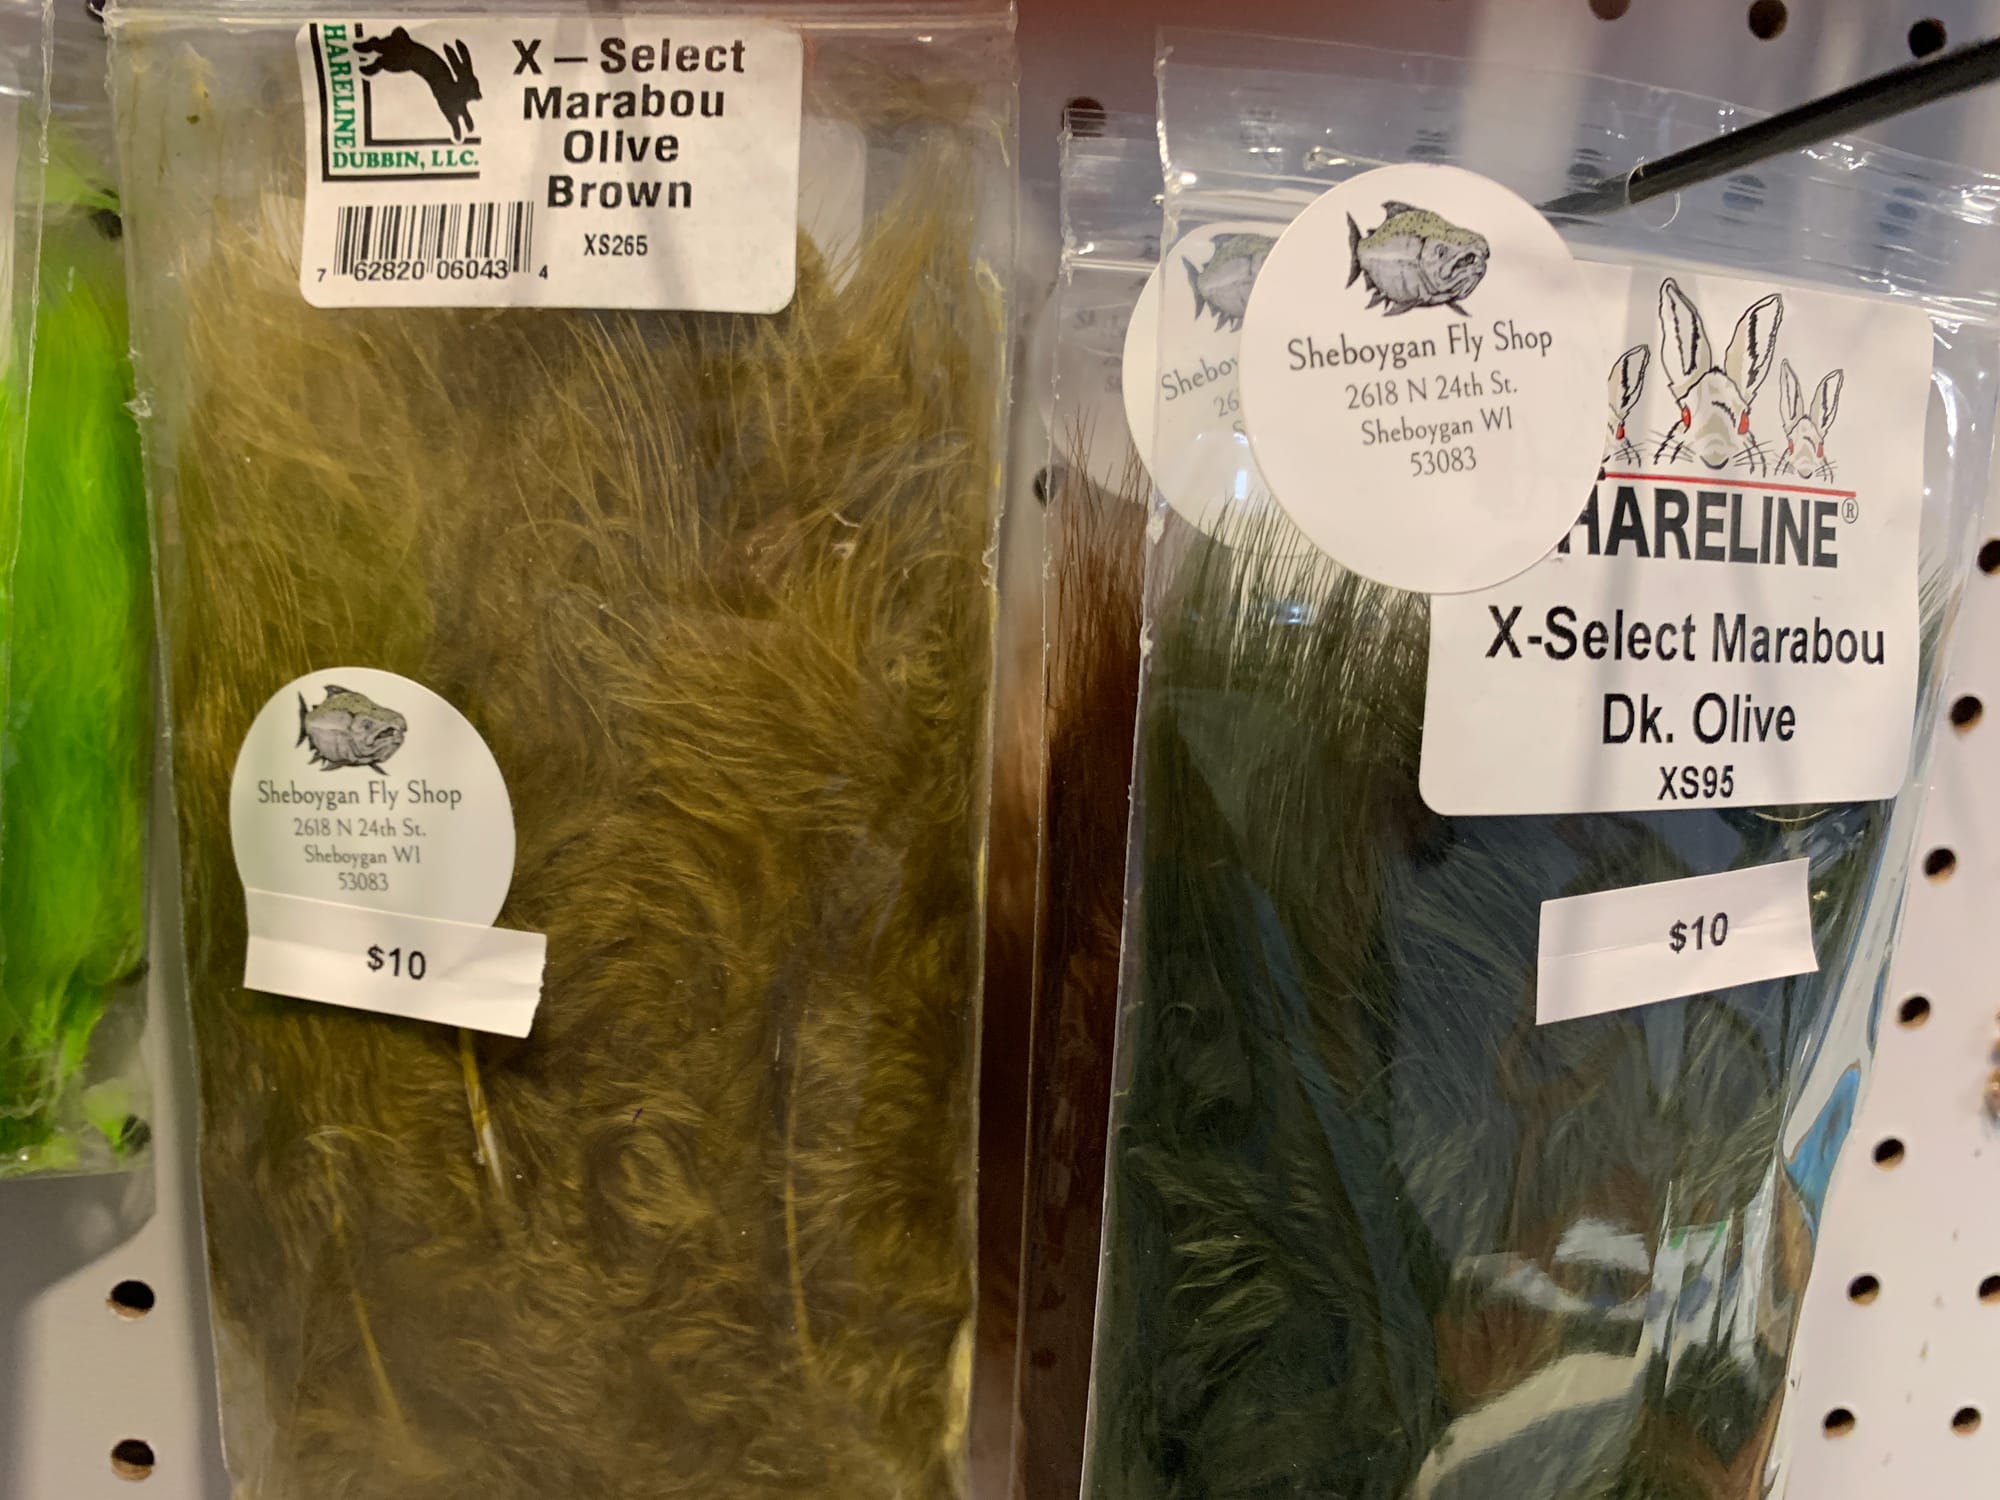 HARELINE
DUBBIN, LLC.
X–Select
Marabou
Olive
Brown
XS265
7 62820 06043 4
Sheboygan Fly Shop
2618 N 24th St.
Sheboygan WI
53083
$10
Sheboygan Fly Shop
2618 N 24th St.
Sheboygan WI
53083
HARELINE®
X-Select Marabou
Dk. Olive
XS95
$10